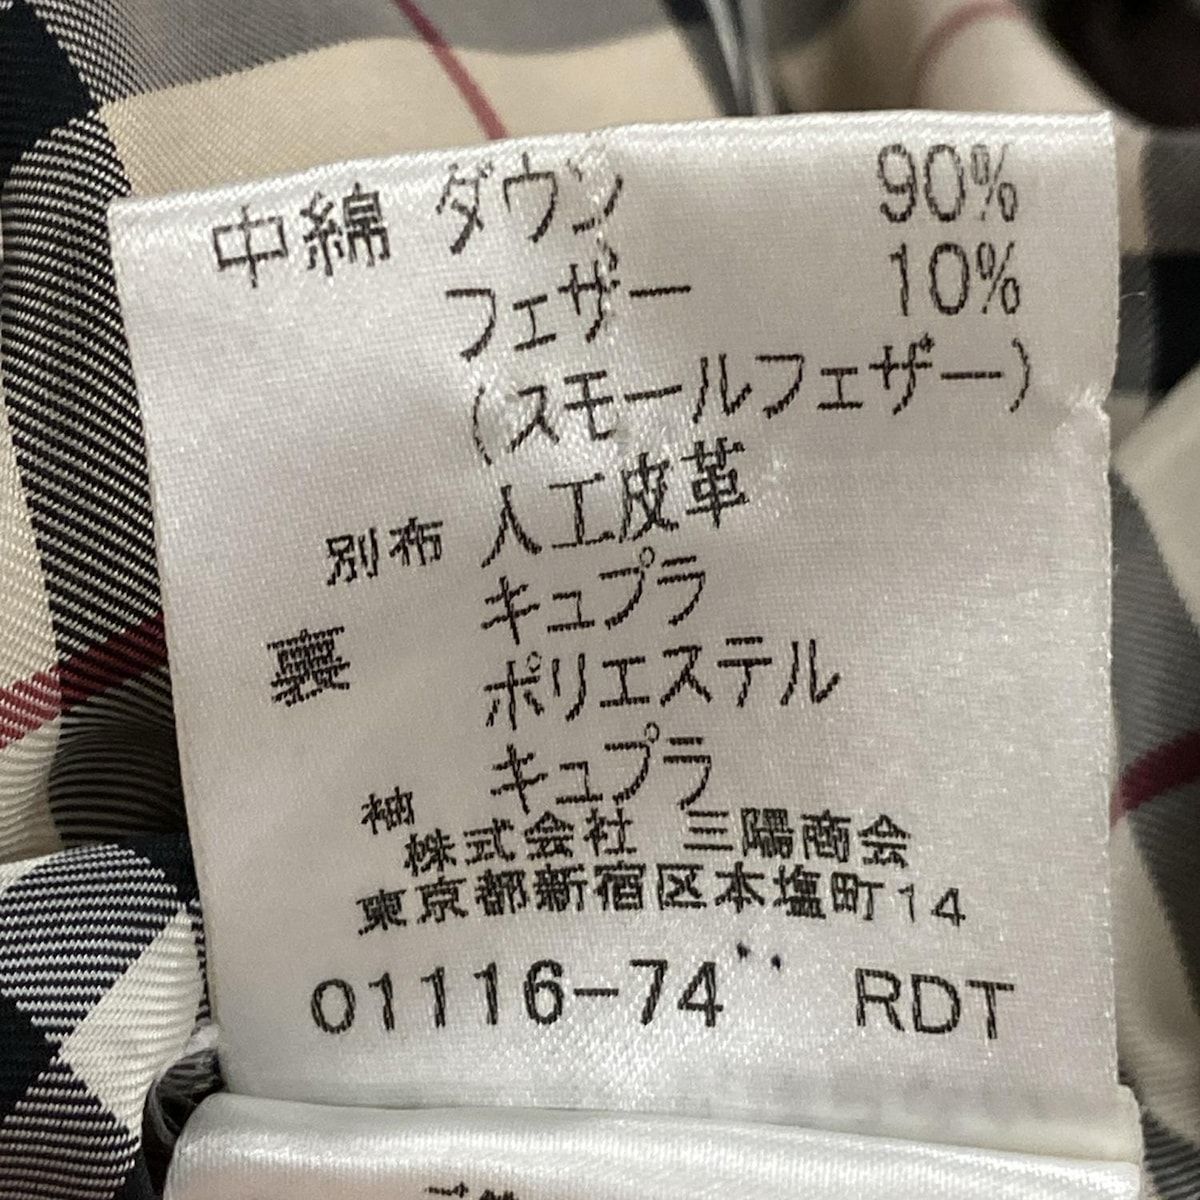 中綿 ダウン 90%
フェザー 10%
(スモールフェザー)
別布 人工皮革
キュプラ
裏 ポリエステル
袖 キュプラ
株式会社 三陽商会
東京都新宿区本塩町14
01116-74 RDT